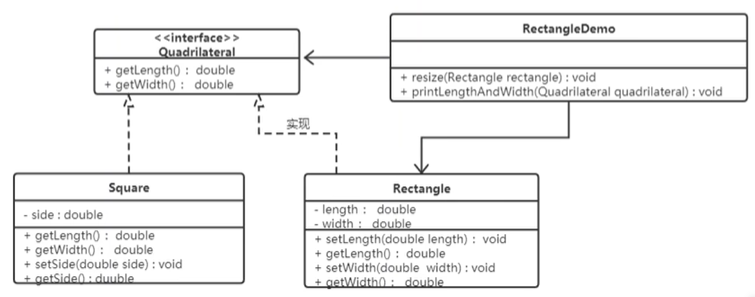 <<interface>>
Quadrilateral
+ getLength() : double
+ getWidth() : double
RectangleDemo
+ resize(Rectangle rectangle) : void
+ printLengthAndWidth(Quadrilateral quadrilateral) : void
实现
Square
- side : double
+ getLength() : double
+ getWidth() : double
+ setSide(double side) : void
+ getSide() : duuble
Rectangle
- length : double
- width : double
+ setLength(double length) : void
+ getLength() : double
+ setWidth(double width) : void
+ getWidth() : double